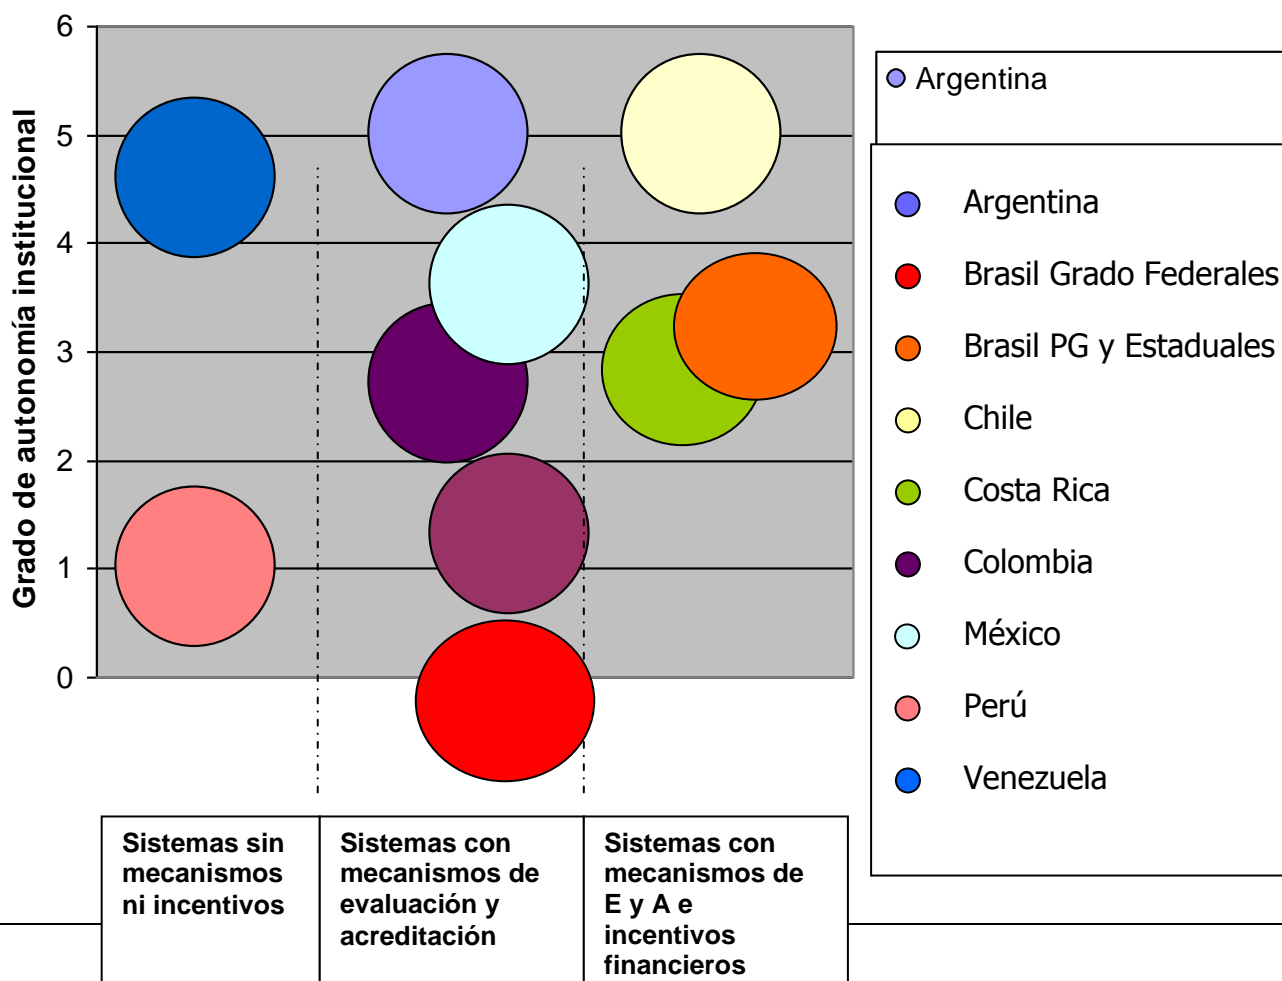 Grado de autonomía institucional
6
5
4
3
2
1
0
Argentina
Argentina
Brasil Grado Federales
Brasil PG y Estaduales
Chile
Costa Rica
Colombia
México
Perú
Venezuela
Sistemas sin
mecanismos
ni incentivos
Sistemas con
mecanismos de
evaluación y
acreditación
Sistemas con
mecanismos de
E y A e
incentivos
financieros